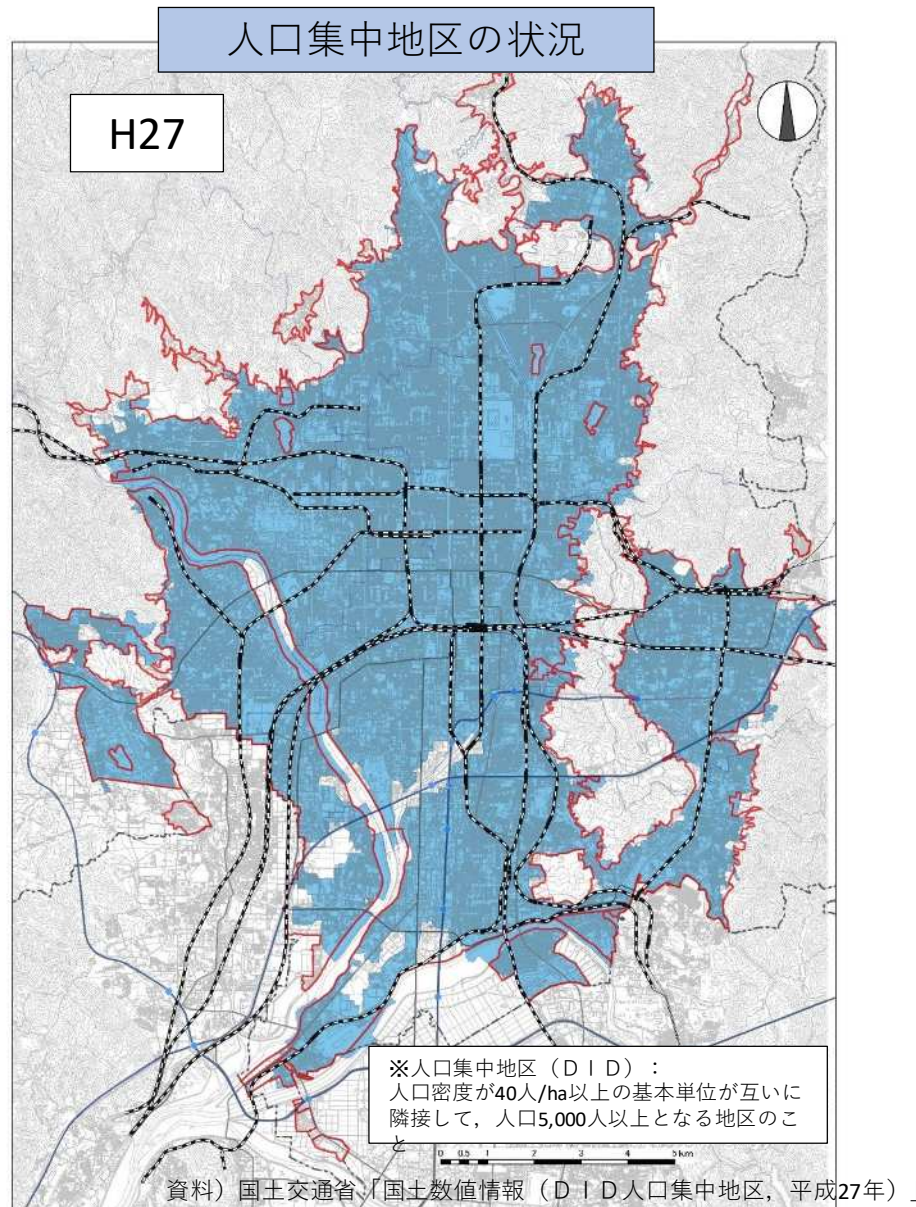 人口集中地区の状況
H27
※人口集中地区（ＤＩＤ）：
人口密度が40人/ha以上の基本単位が互いに
隣接して，人口5,000人以上となる地区のこ
と
0 0.5 1 2 3 4 5km
資料）国土交通省「国土数値情報（ＤＩＤ人口集中地区，平成27年）」